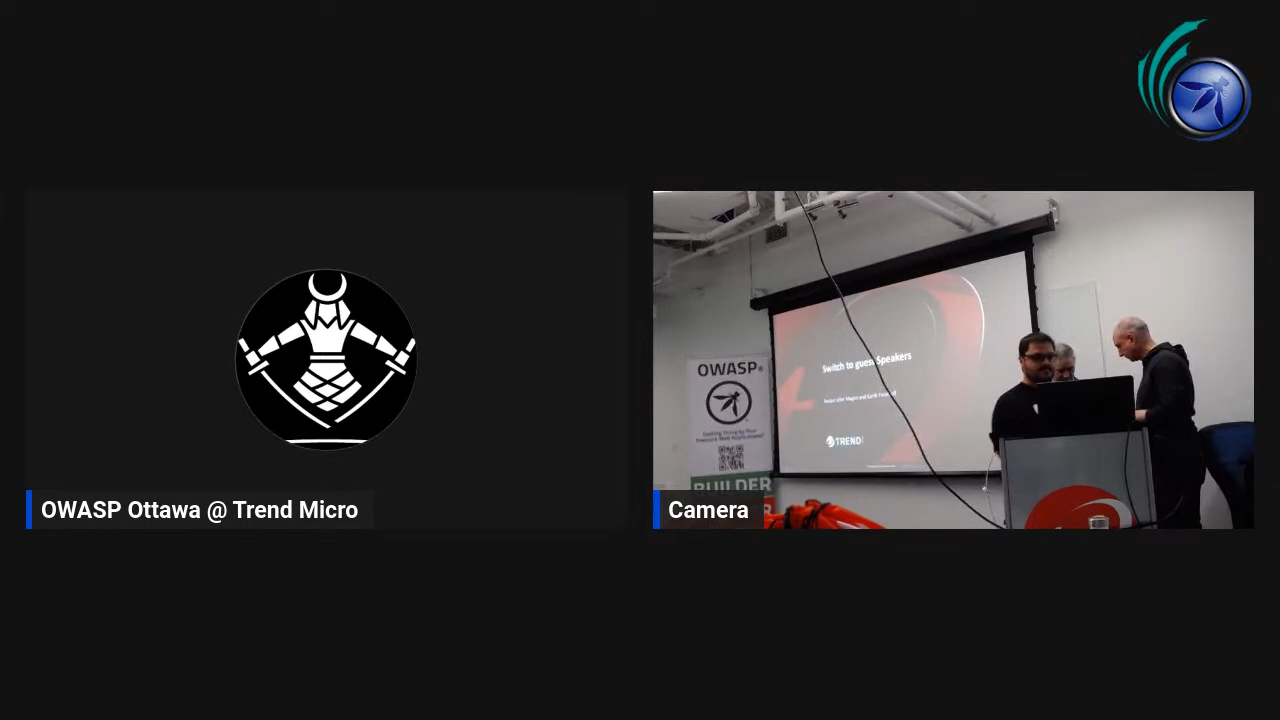 OWASP Ottawa @ Trend Micro
Camera
Switch to guest Speakers
OWASP
BUILDER
TREND